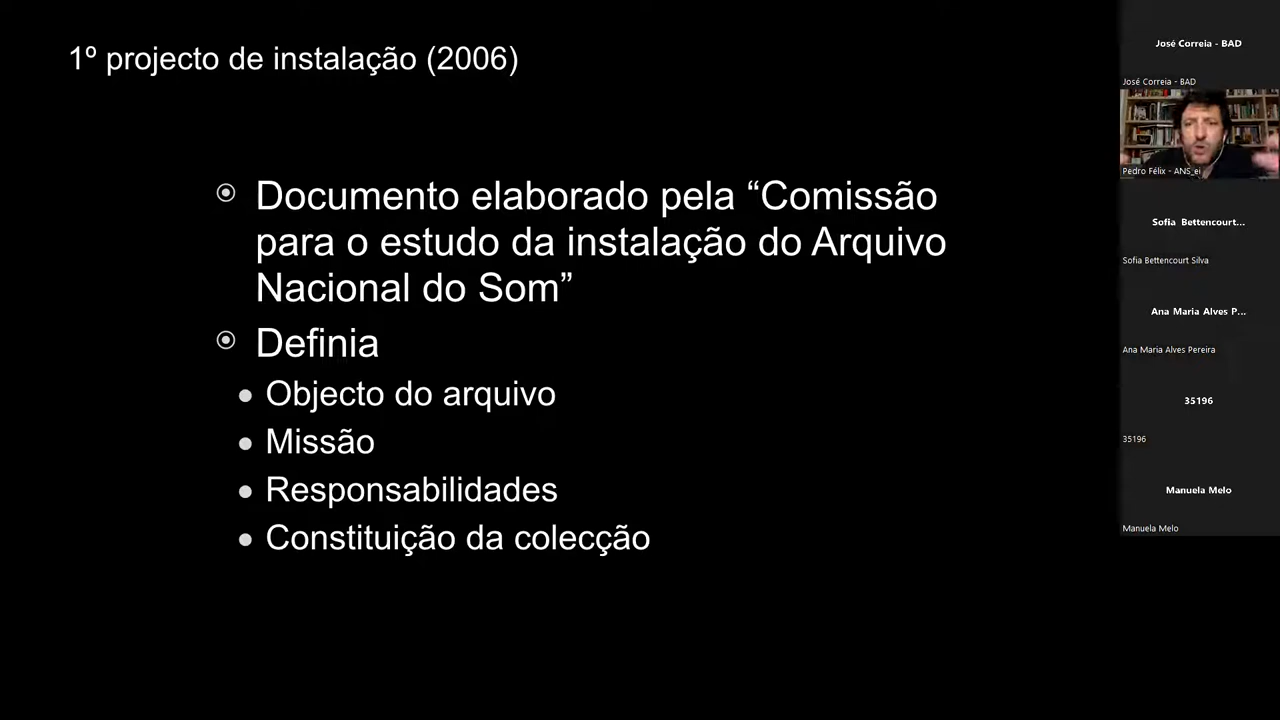 1º projecto de instalação (2006)
Documento elaborado pela “Comissão
para o estudo da instalação do Arquivo
Nacional do Som”
Definia
Objecto do arquivo
Missão
Responsabilidades
Constituição da colecção
José Correia - BAD
José Correia - BAD
Pedro Félix - ANS_ei
Sofia Bettencourt...
Sofia Bettencourt Silva
Ana Maria Alves P...
Ana Maria Alves Pereira
35196
35196
Manuela Melo
Manuela Melo